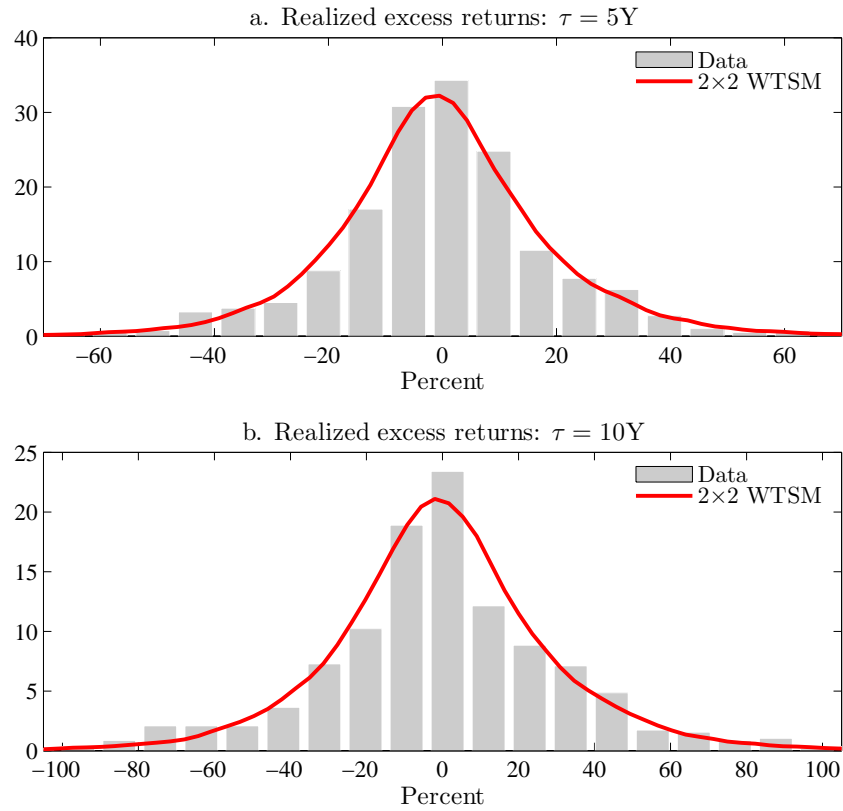 a. Realized excess returns: τ = 5Y
40
30
20
10
0
Data
2×2 WTSM
−60 −40 −20 0 20 40 60
Percent
b. Realized excess returns: τ = 10Y
25
20
15
10
5
0
Data
2×2 WTSM
−100 −80 −60 −40 −20 0 20 40 60 80 100
Percent